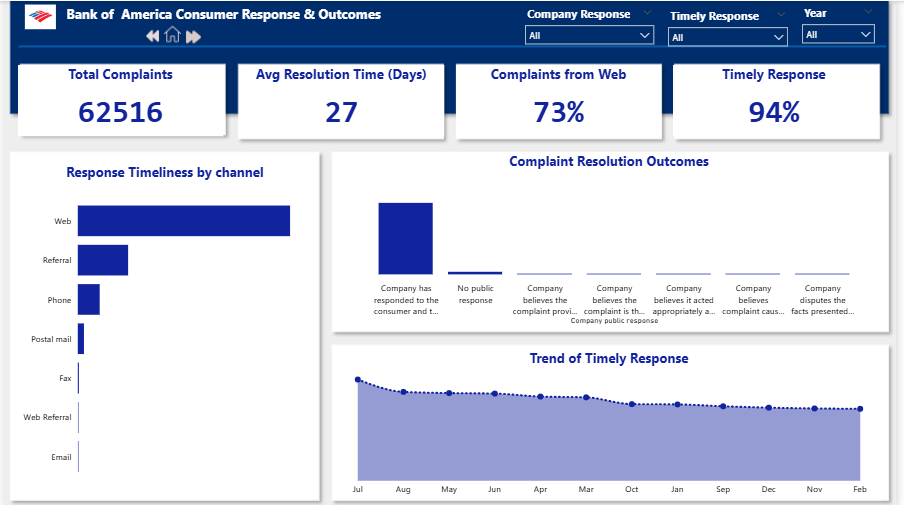 Bank of America Consumer Response & Outcomes
Company Response
Timely Response
Year
All
All
All
Total Complaints
62516
Avg Resolution Time (Days)
27
Complaints from Web
73%
Timely Response
94%
Response Timeliness by channel
Web
Referral
Phone
Postal mail
Fax
Web Referral
Email
Complaint Resolution Outcomes
Company has
responded to the
consumer and t...
No public
response
Company
believes the
complaint provi...
Company
believes the
complaint is th...
Company
believes it acted
appropriately a...
Company
believes
complaint caus...
Company
disputes the
facts presented...
Company public response
Trend of Timely Response
Jul Aug May Jun Apr Mar Oct Jan Sep Dec Nov Feb